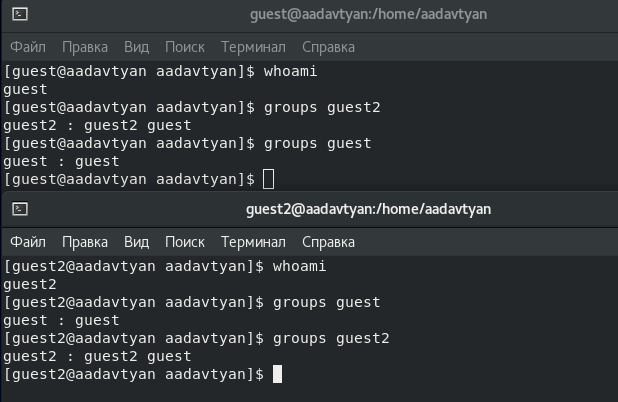 guest@aadavtyan:/home/aadavtyan
Файл Правка Вид Поиск Терминал Справка
[guest@aadavtyan aadavtyan]$ whoami
guest
[guest@aadavtyan aadavtyan]$ groups guest2
guest2 : guest2 guest
[guest@aadavtyan aadavtyan]$ groups guest
guest : guest
[guest@aadavtyan aadavtyan]$
guest2@aadavtyan:/home/aadavtyan
Файл Правка Вид Поиск Терминал Справка
[guest2@aadavtyan aadavtyan]$ whoami
guest2
[guest2@aadavtyan aadavtyan]$ groups guest
guest : guest
[guest2@aadavtyan aadavtyan]$ groups guest2
guest2 : guest2 guest
[guest2@aadavtyan aadavtyan]$